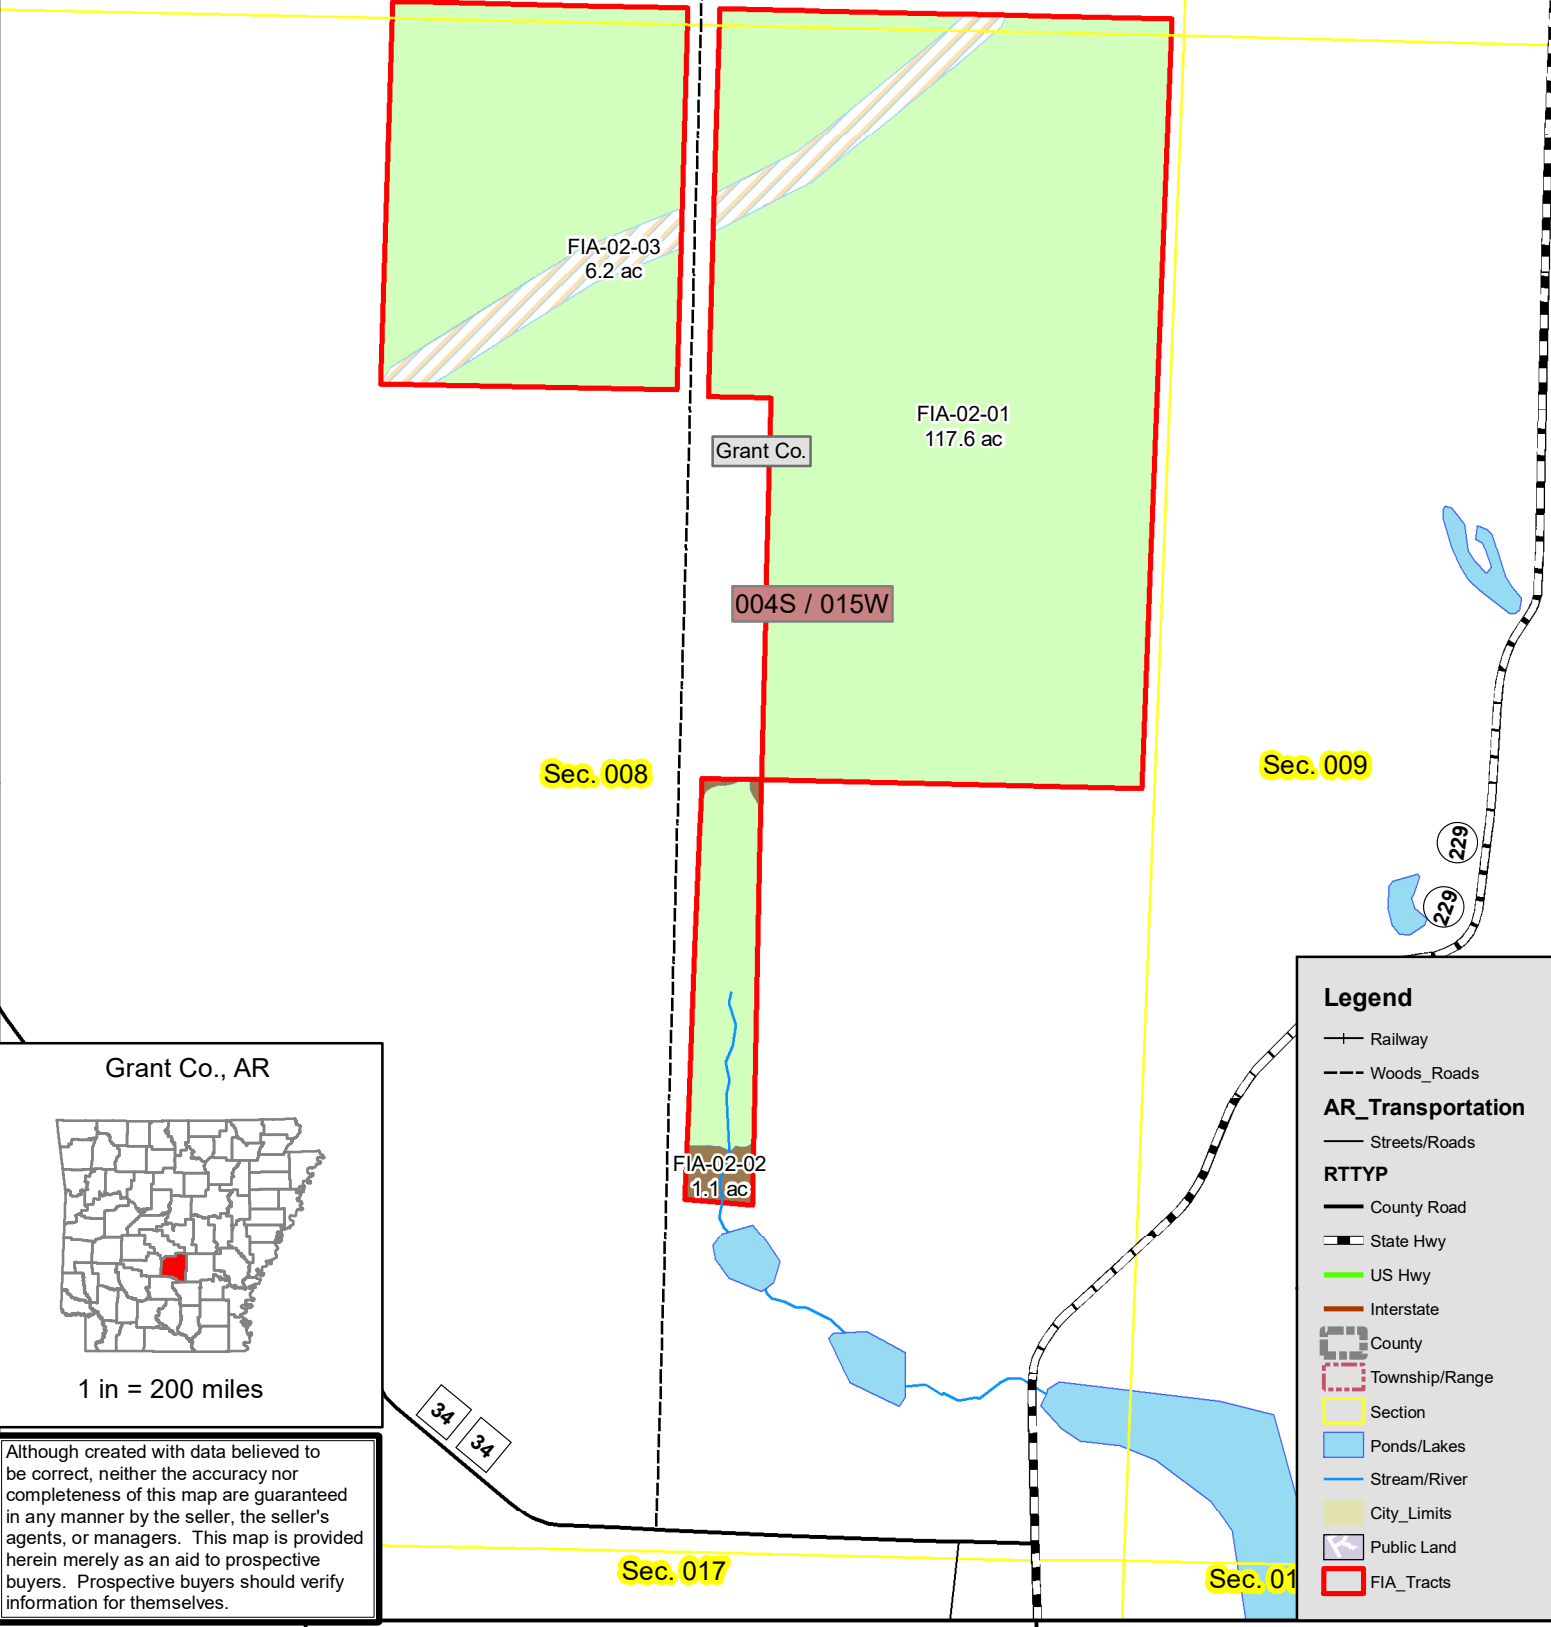 FIA-02-03
6.2 ac
FIA-02-01
117.6 ac
Grant Co.
004S / 015W
Sec. 008
Sec. 009
229
229
FIA-02-02
1.1 ac
34
34
Sec. 017
Sec. 01
Grant Co., AR
1 in = 200 miles
Although created with data believed to
be correct, neither the accuracy nor
completeness of this map are guaranteed
in any manner by the seller, the seller's
agents, or managers. This map is provided
herein merely as an aid to prospective
buyers. Prospective buyers should verify
information for themselves.
Legend
Railway
Woods_Roads
AR_Transportation
Streets/Roads
RTTYP
County Road
State Hwy
US Hwy
Interstate
County
Township/Range
Section
Ponds/Lakes
Stream/River
City_Limits
Public Land
FIA_Tracts